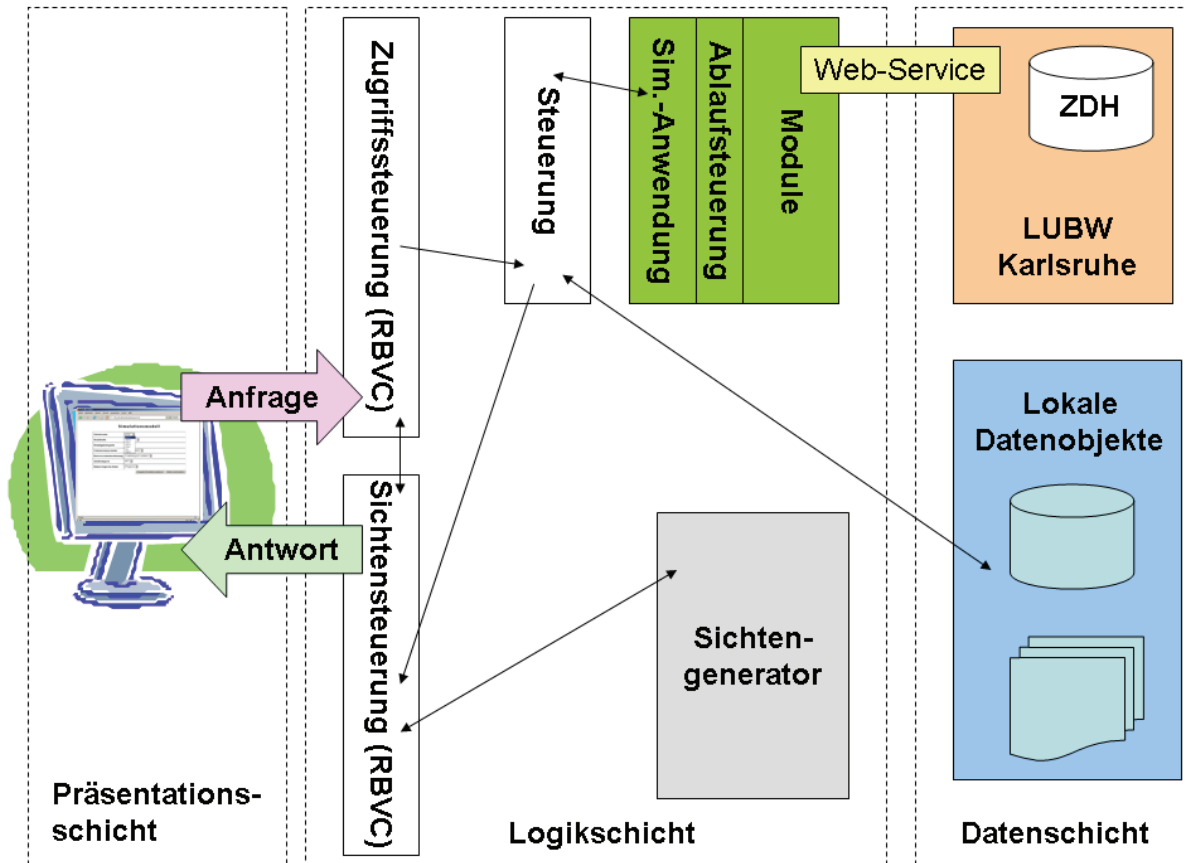 Zugriffssteuerung (RBVC)
Steuerung
Sim.-Anwendung
Ablaufsteuerung
Module
Web-Service
ZDH
LUBW
Karlsruhe
Anfrage
Antwort
Sichtensteuerung (RBVC)
Sichten-
generator
Lokale
Datenobjekte
Präsentations-
schicht
Logikschicht
Datenschicht